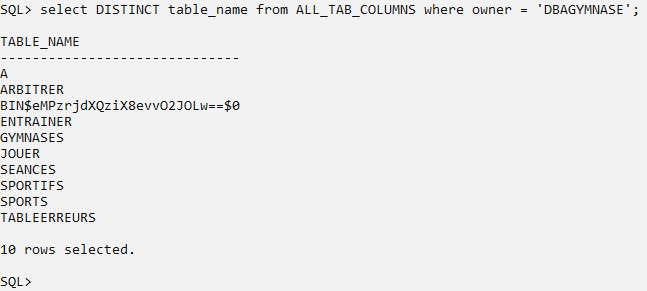 SQL> select DISTINCT table_name from ALL_TAB_COLUMNS where owner = 'DBAGYMNASE';
TABLE_NAME
------------------------------
A
ARBITRER
BIN$eMPzrjdXQziX8evvO2JOLw==$0
ENTRAINER
GYMNASES
JOUER
SEANCES
SPORTIFS
SPORTS
TABLEERREURS
10 rows selected.
SQL>